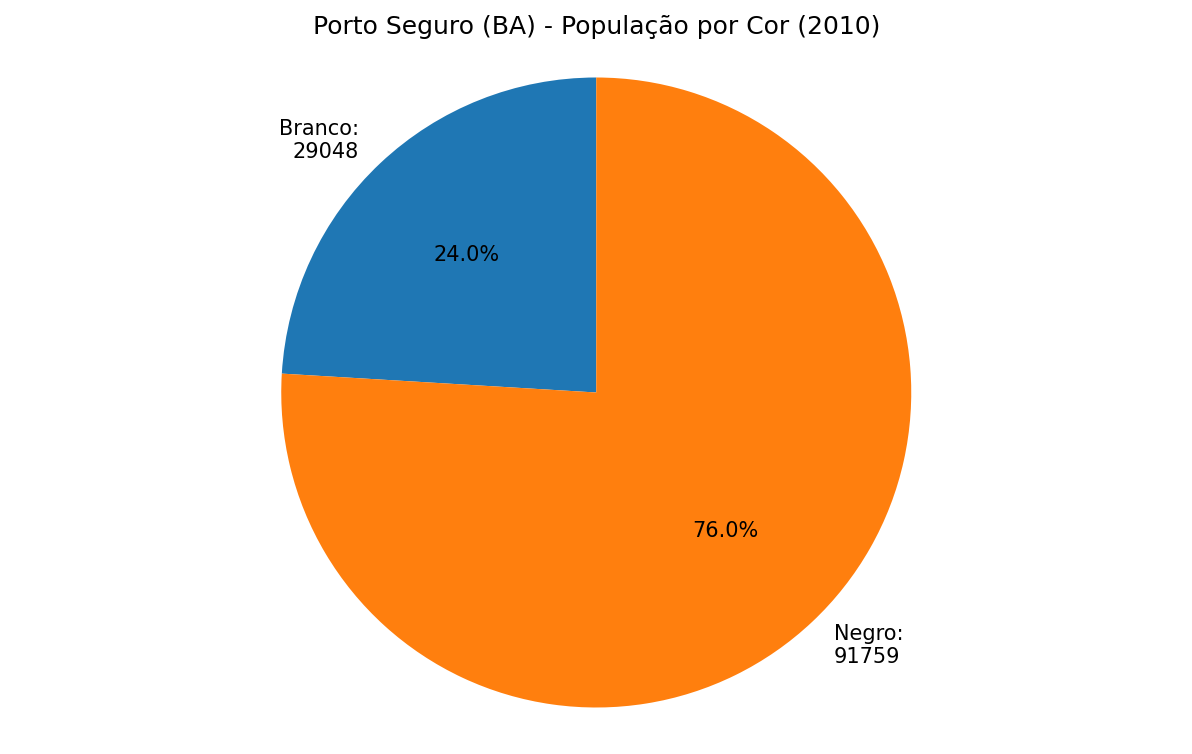 Porto Seguro (BA) - População por Cor (2010)
Branco:
29048
24.0%
76.0%
Negro:
91759